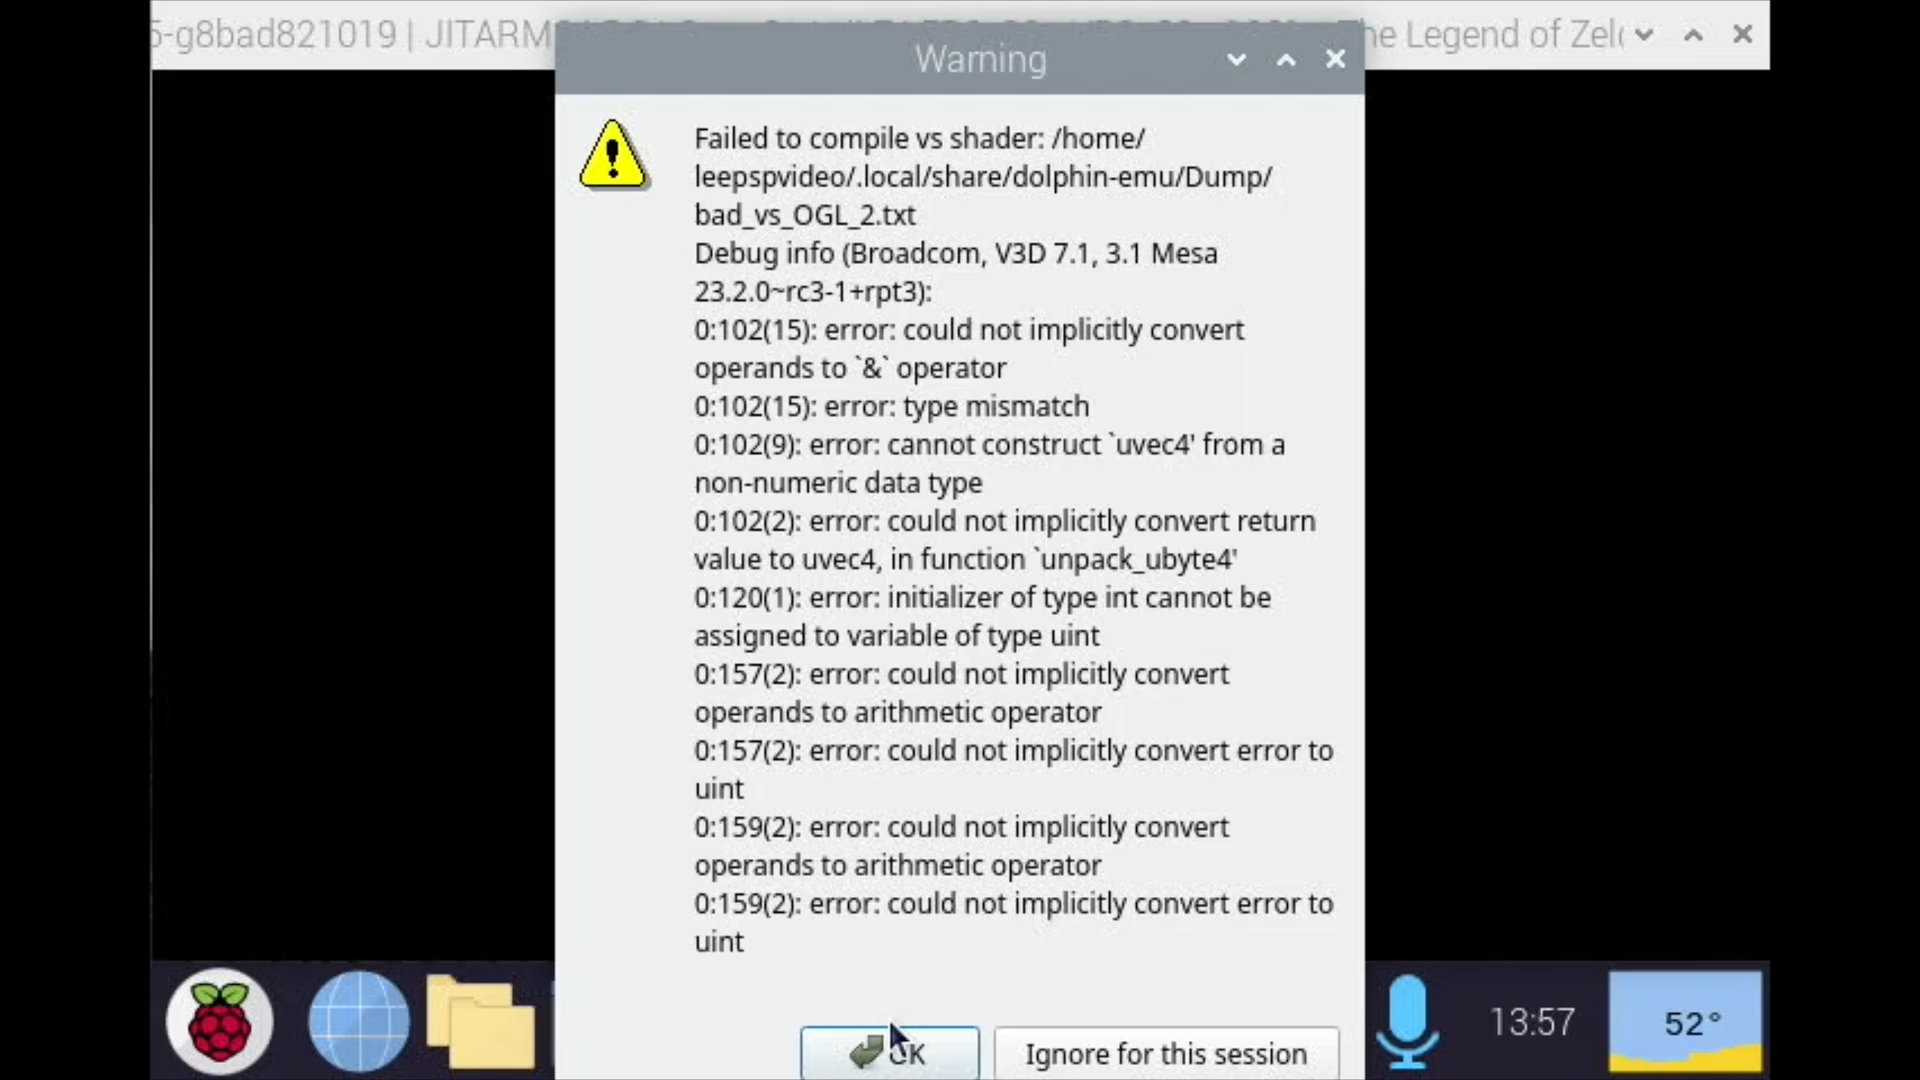 5-g8bad821019 | JITARM
he Legend of Zel
Warning
Failed to compile vs shader: /home/
leepspvideo/.local/share/dolphin-emu/Dump/
bad_vs_OGL_2.txt
Debug info (Broadcom, V3D 7.1, 3.1 Mesa
23.2.0~rc3-1+rpt3):
0:102(15): error: could not implicitly convert
operands to `&` operator
0:102(15): error: type mismatch
0:102(9): error: cannot construct `uvec4' from a
non-numeric data type
0:102(2): error: could not implicitly convert return
value to uvec4, in function `unpack_ubyte4'
0:120(1): error: initializer of type int cannot be
assigned to variable of type uint
0:157(2): error: could not implicitly convert
operands to arithmetic operator
0:157(2): error: could not implicitly convert error to
uint
0:159(2): error: could not implicitly convert
operands to arithmetic operator
0:159(2): error: could not implicitly convert error to
uint
OK
Ignore for this session
13:57
52°